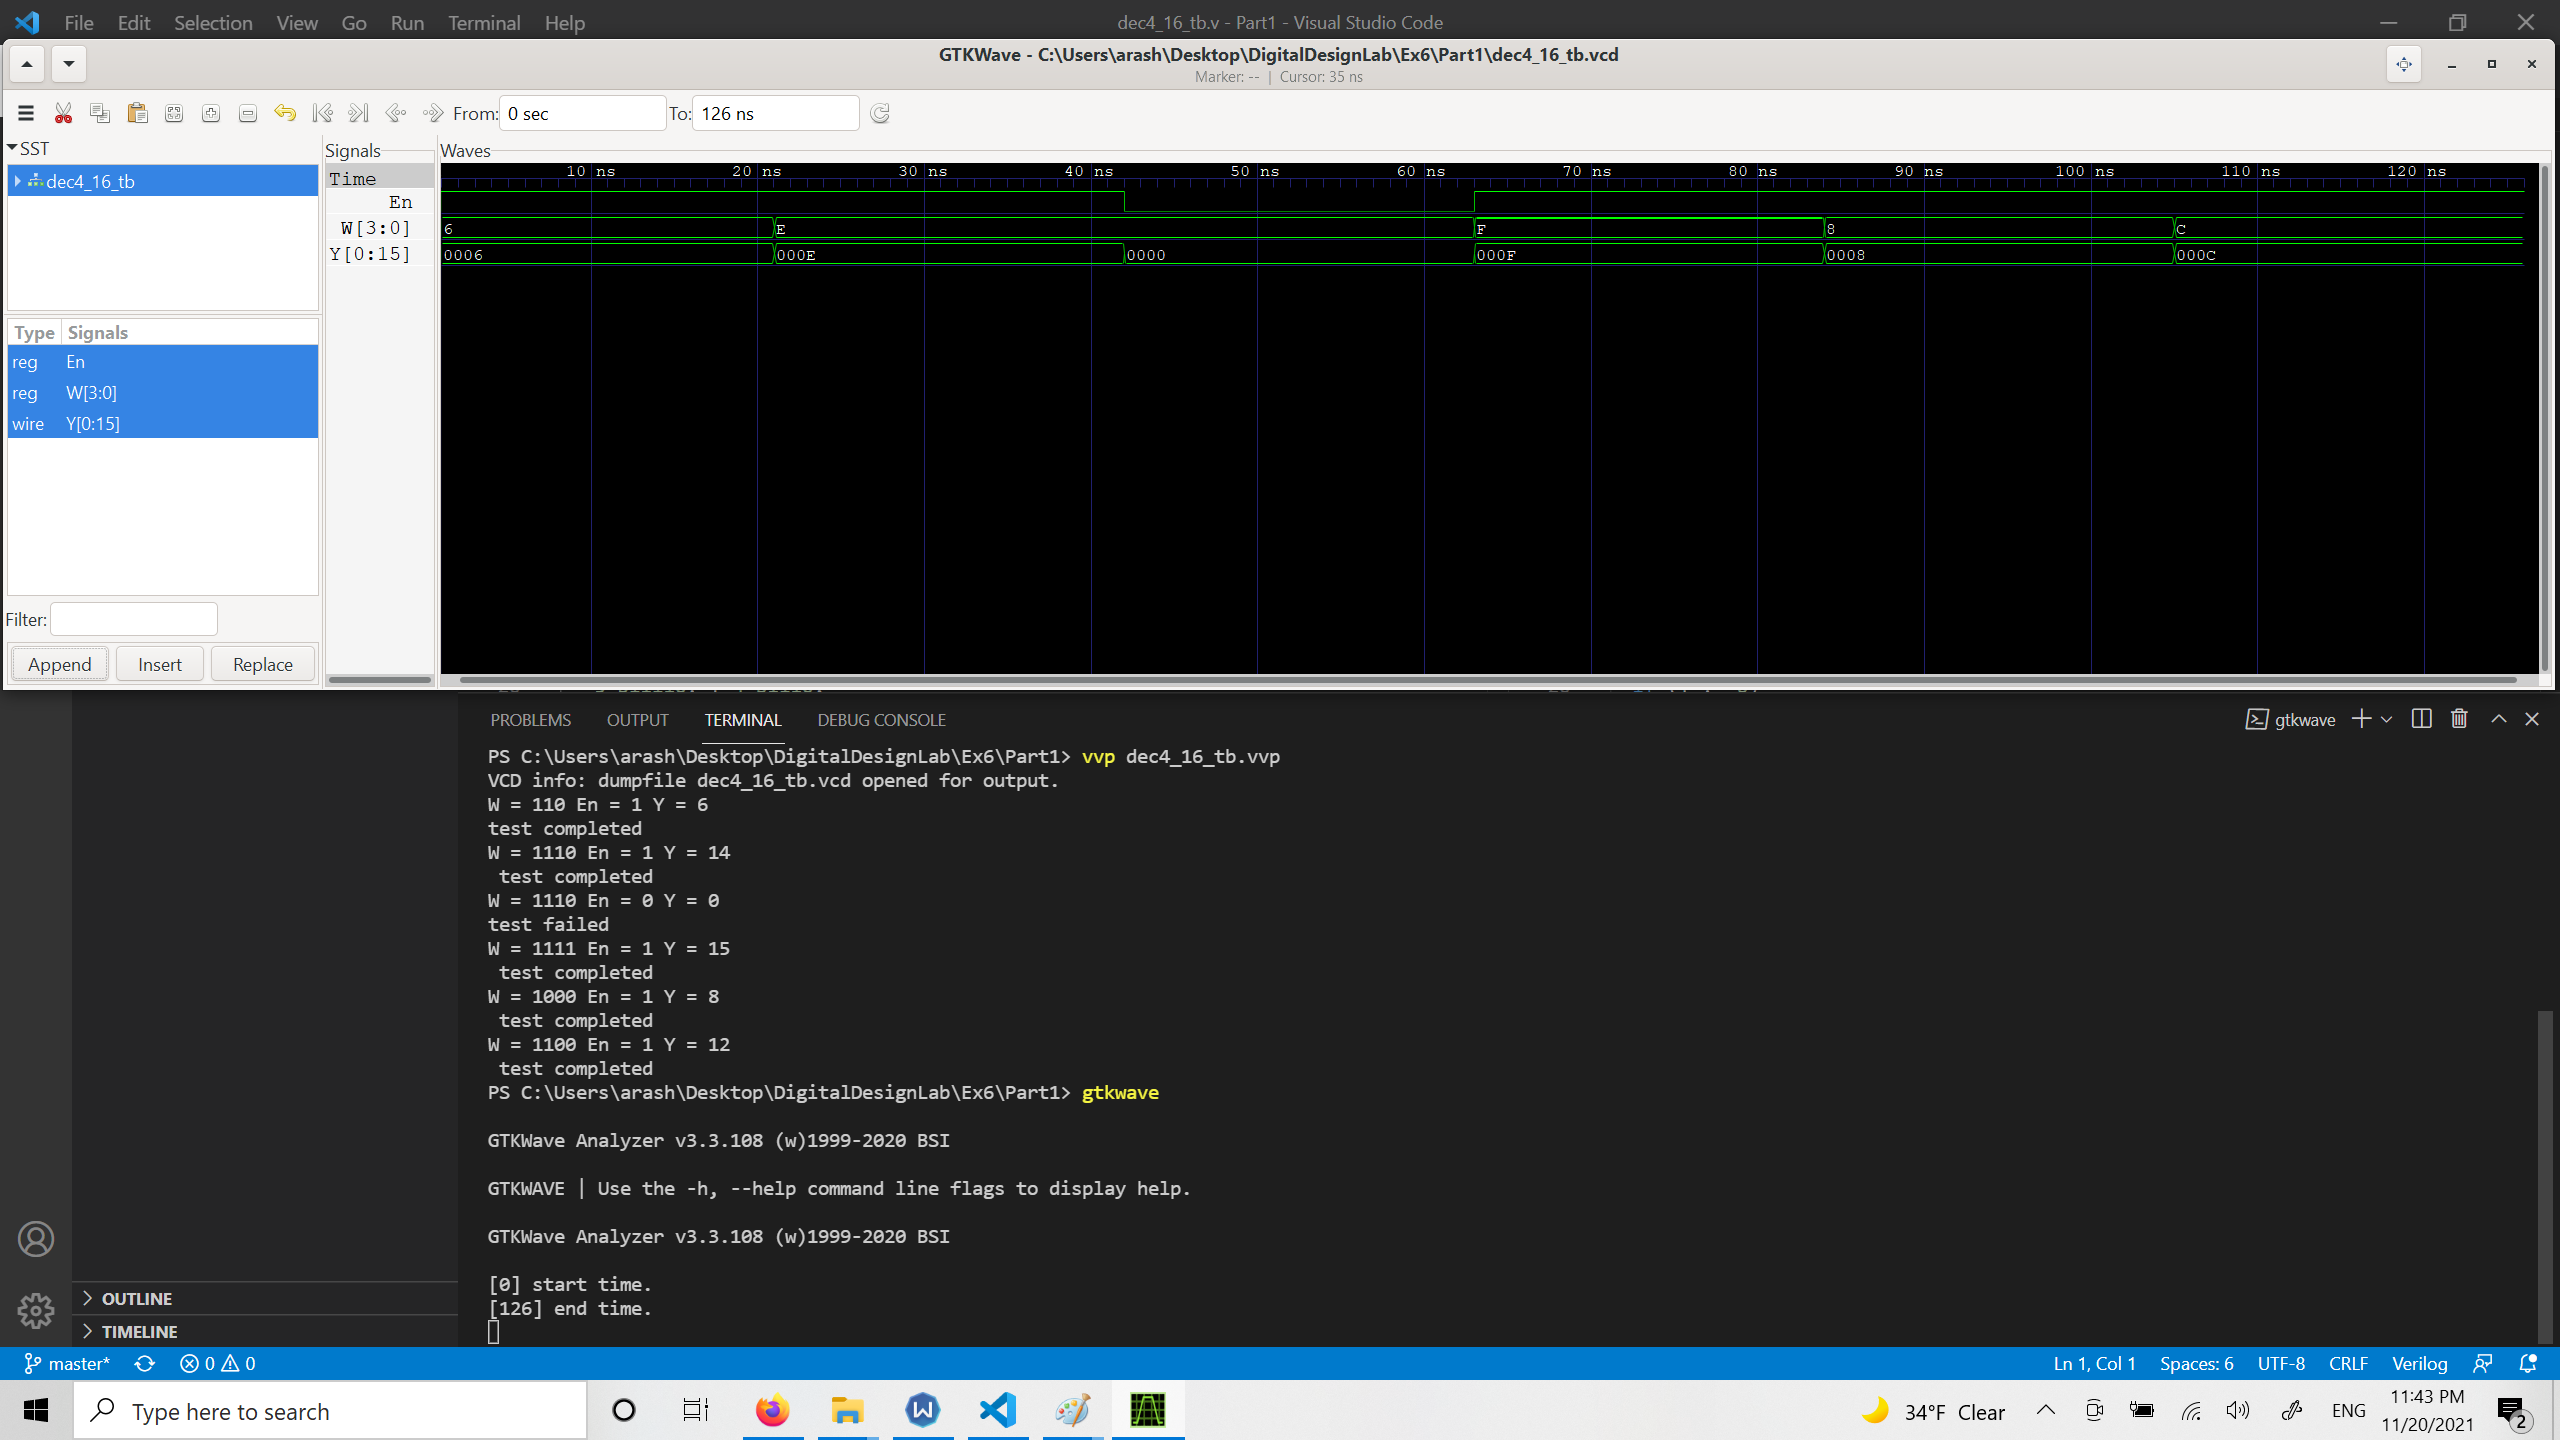 File Edit Selection View Go Run Terminal Help dec4_16_tb.v - Part1 - Visual Studio Code
GTKWave - C:\Users\arash\Desktop\DigitalDesignLab\Ex6\Part1\dec4_16_tb.vcd
Marker: -- | Cursor: 35 ns
From: 0 sec To: 126 ns
SST
dec4_16_tb
Type Signals
reg En
reg W[3:0]
wire Y[0:15]
Filter:
Append Insert Replace
Signals
Time
En
W[3:0]
Y[0:15]
Waves
10 ns 20 ns 30 ns 40 ns 50 ns 60 ns 70 ns 80 ns 90 ns 100 ns 110 ns 120 ns
6 E F 8 C
0006 000E 0000 000F 0008 000C
PROBLEMS OUTPUT TERMINAL DEBUG CONSOLE gtkwave
PS C:\Users\arash\Desktop\DigitalDesignLab\Ex6\Part1> vvp dec4_16_tb.vvp
VCD info: dumpfile dec4_16_tb.vcd opened for output.
W = 110 En = 1 Y = 6
test completed
W = 1110 En = 1 Y = 14
test completed
W = 1110 En = 0 Y = 0
test failed
W = 1111 En = 1 Y = 15
test completed
W = 1000 En = 1 Y = 8
test completed
W = 1100 En = 1 Y = 12
test completed
PS C:\Users\arash\Desktop\DigitalDesignLab\Ex6\Part1> gtkwave
GTKWave Analyzer v3.3.108 (w)1999-2020 BSI
GTKWAVE | Use the -h, --help command line flags to display help.
GTKWave Analyzer v3.3.108 (w)1999-2020 BSI
[0] start time.
[126] end time.
OUTLINE
TIMELINE
master* 0 0 Ln 1, Col 1 Spaces: 6 UTF-8 CRLF Verilog
Type here to search
34°F Clear ENG 11:43 PM
11/20/2021 2